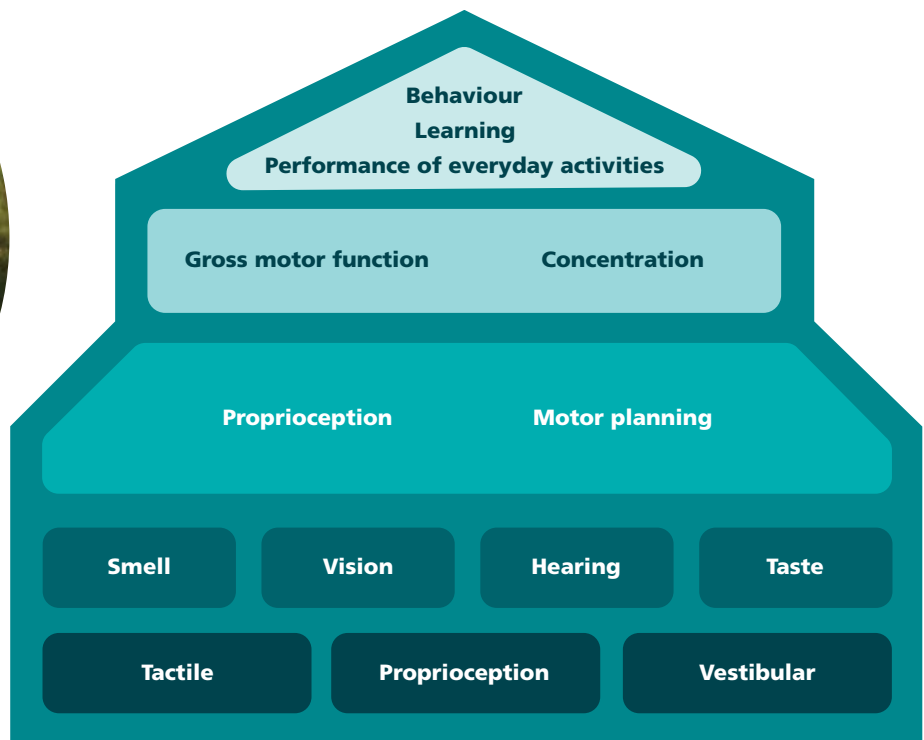 Behaviour
Learning
Performance of everyday activities
Gross motor function
Concentration
Proprioception
Motor planning
Smell
Vision
Hearing
Taste
Tactile
Proprioception
Vestibular